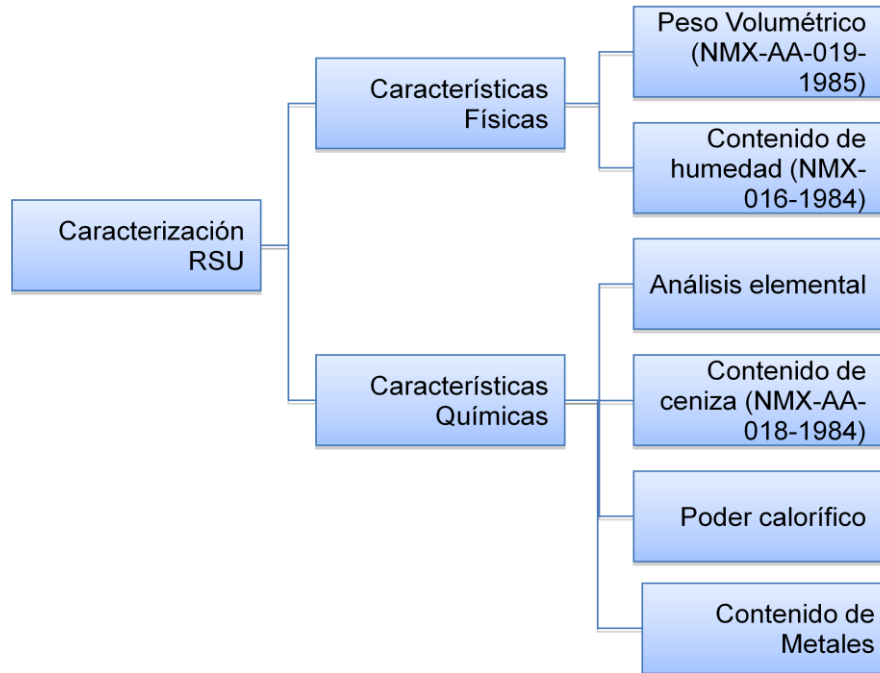 Caracterización
RSU
Características
Físicas
Peso Volumétrico
(NMX-AA-019-
1985)
Contenido de
humedad (NMX-
016-1984)
Características
Químicas
Análisis elemental
Contenido de
ceniza (NMX-AA-
018-1984)
Poder calorífico
Contenido de
Metales